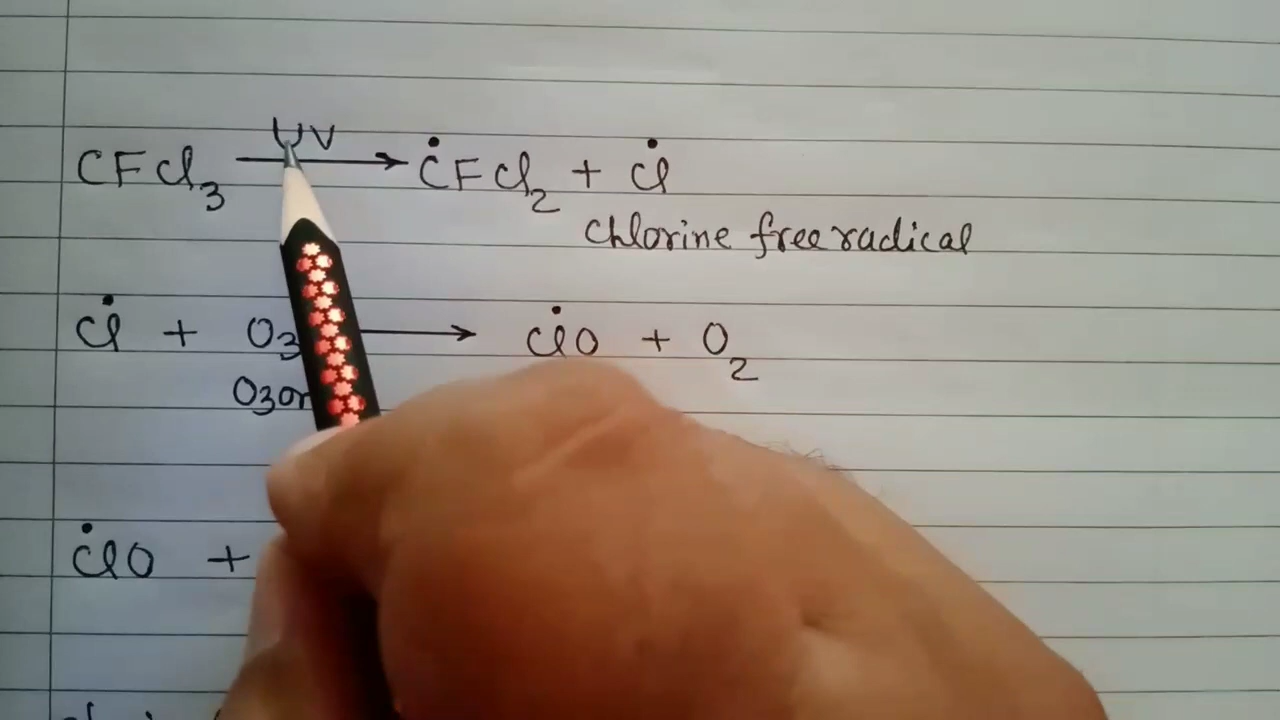 UV
CFCl₃ ⟶ ĊFCl₂ + Ċl
Chlorine free radical
Ċl + O₃ ⟶ ĊlO + O₂
ĊlO +